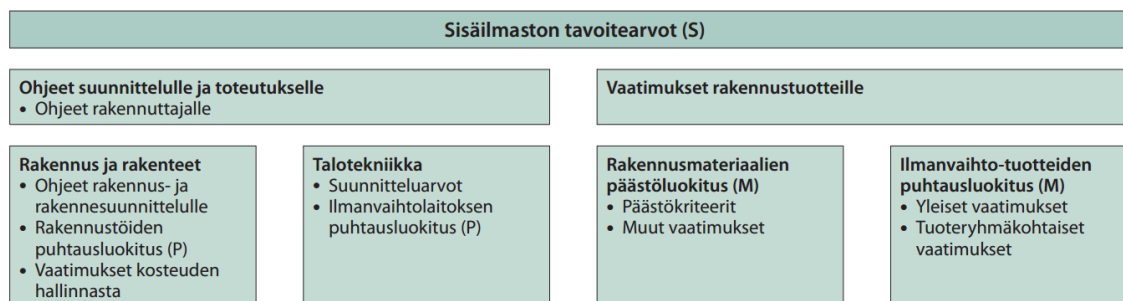 Sisäilmaston tavoitearvot (S)
Ohjeet suunnittelulle ja toteutukselle
• Ohjeet rakennuttajalle
Vaatimukset rakennustuotteille
Rakennus ja rakenteet
• Ohjeet rakennus- ja
rakennesuunnittelulle
• Rakennustöiden
puhtausluokitus (P)
• Vaatimukset kosteuden
hallinnasta
Talotekniikka
• Suunnitteluarvot
• Ilmanvaihtolaitoksen
puhtausluokitus (P)
Rakennusmateriaalien
päästöluokitus (M)
• Päästökriteerit
• Muut vaatimukset
Ilmanvaihto-tuotteiden
puhtausluokitus (M)
• Yleiset vaatimukset
• Tuoteryhmäkohtaiset
vaatimukset